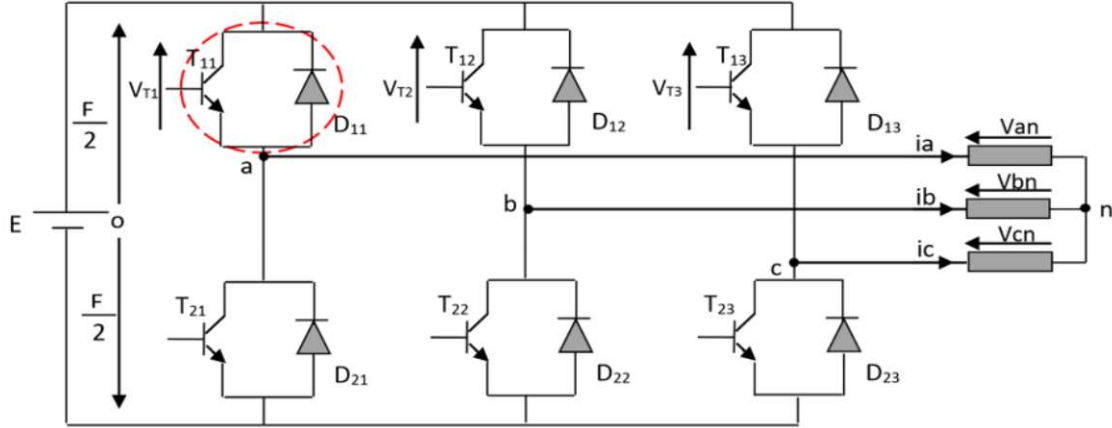 T11
VT1
D11
T12
VT2
D12
T13
VT3
D13
F
2
a
ia
Van
b
ib
Vbn
n
E
o
c
ic
Vcn
F
2
T21
D21
T22
D22
T23
D23